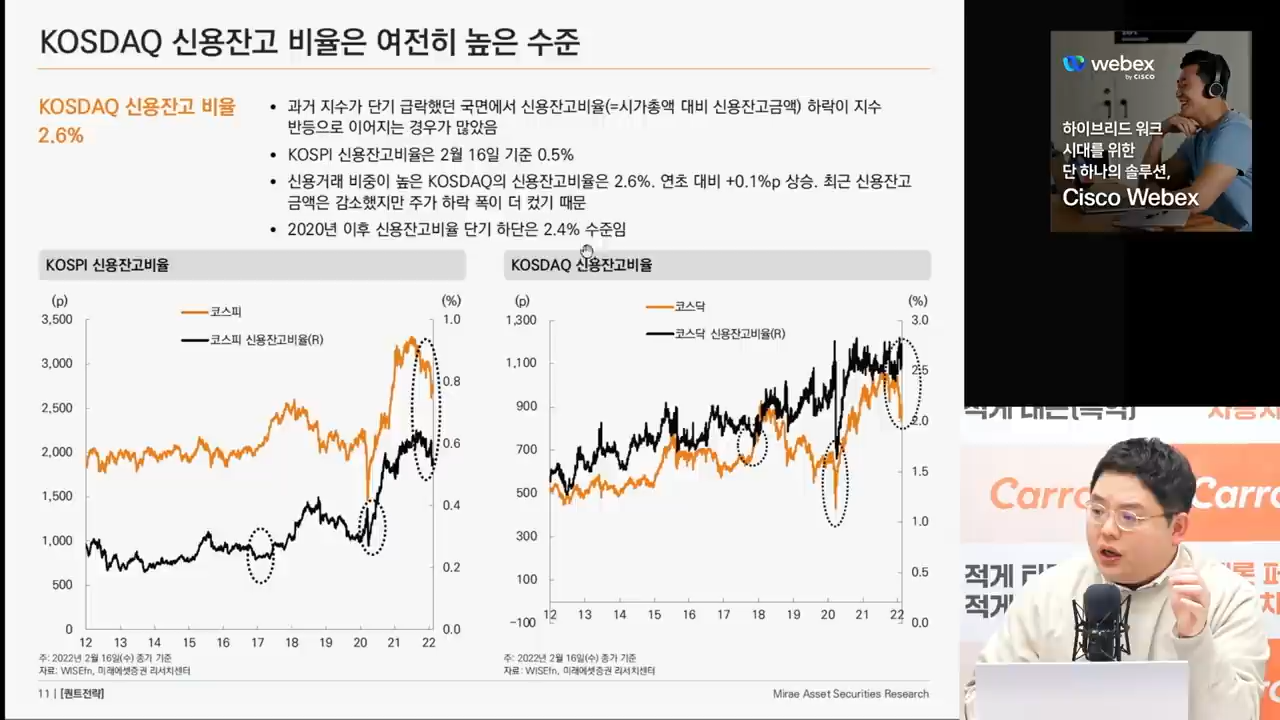 KOSDAQ 신용잔고 비율은 여전히 높은 수준
KOSDAQ 신용잔고 비율
2.6%
• 과거 지수가 단기 급락했던 국면에서 신용잔고비율(=시가총액 대비 신용잔고금액) 하락이 지수
반등으로 이어지는 경우가 많았음
• KOSPI 신용잔고비율은 2월 16일 기준 0.5%
• 신용거래 비중이 높은 KOSDAQ의 신용잔고비율은 2.6%. 연초 대비 +0.1%p 상승. 최근 신용잔고
금액은 감소했지만 주가 하락 폭이 더 컸기 때문
• 2020년 이후 신용잔고비율 단기 하단은 2.4% 수준임
KOSPI 신용잔고비율
(p)
(%)
코스피
코스피 신용잔고비율(R)
3,500
3,000
2,500
2,000
1,500
1,000
500
0
1.0
0.8
0.6
0.4
0.2
0.0
12 13 14 15 16 17 18 19 20 21 22
주: 2022년 2월 16일(수) 종가 기준
자료: WISEfn, 미래에셋증권 리서치센터
KOSDAQ 신용잔고비율
(p)
(%)
코스닥
코스닥 신용잔고비율(R)
1,300
1,100
900
700
500
300
100
-100
3.0
2.5
2.0
1.5
1.0
0.5
0.0
12 13 14 15 16 17 18 19 20 21 22
주: 2022년 2월 16일(수) 종가 기준
자료: WISEfn, 미래에셋증권 리서치센터
11 | [퀀트전략]
Mirae Asset Securities Research
webex
by CISCO
하이브리드 워크
시대를 위한
단 하나의 솔루션,
Cisco Webex
적게
Carro
Carro
적게
적게